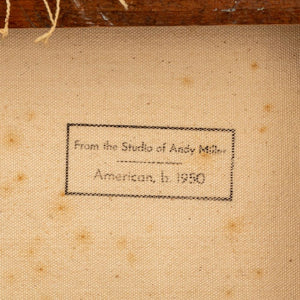 From the Studio of Andy Miller
American, b. 1950